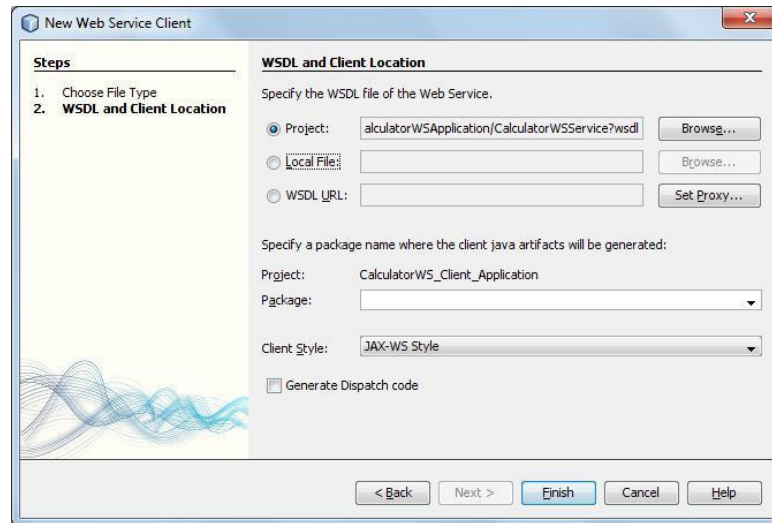 New Web Service Client
Steps
1. Choose File Type
2. WSDL and Client Location
WSDL and Client Location
Specify the WSDL file of the Web Service.
Project: alculatorWSApplication/CalculatorWSService?wsdl Browse...
Local File: Browse...
WSDL URL: Set Proxy...
Specify a package name where the client java artifacts will be generated:
Project: CalculatorWS_Client_Application
Package:
Client Style: JAX-WS Style
Generate Dispatch code
< Back Next > Finish Cancel Help